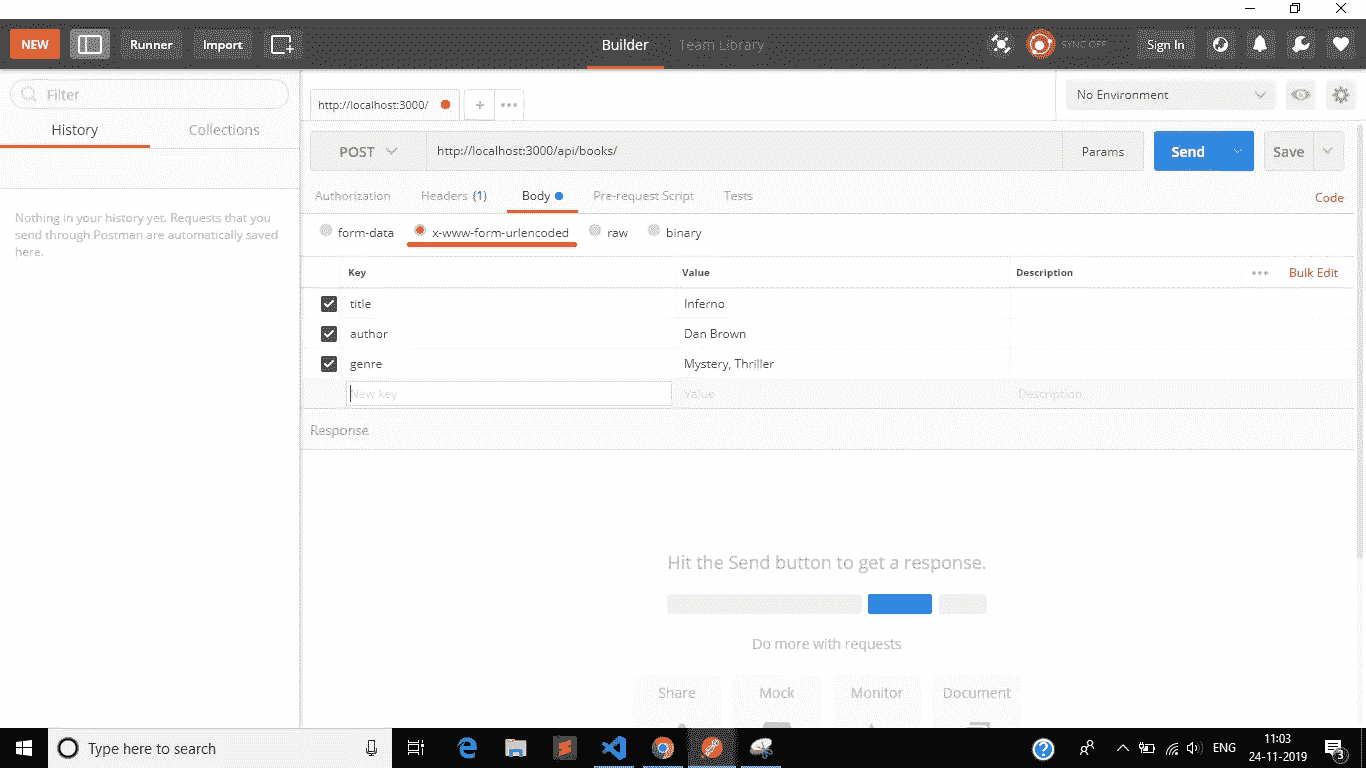 NEW Runner Import Builder Team Library SYNC OFF Sign In
Filter
History Collections
Nothing in your history yet. Requests that you
send through Postman are automatically saved
here.
http://localhost:3000/ + ••• No Environment
POST http://localhost:3000/api/books/ Params Send Save
Authorization Headers (1) Body Pre-request Script Tests Code
form-data x-www-form-urlencoded raw binary
Key Value Description ••• Bulk Edit
title Inferno
author Dan Brown
genre Mystery, Thriller
New key Value Description
Response
Hit the Send button to get a response.
Do more with requests
Share Mock Monitor Document
Type here to search ENG 11:03
24-11-2019 3